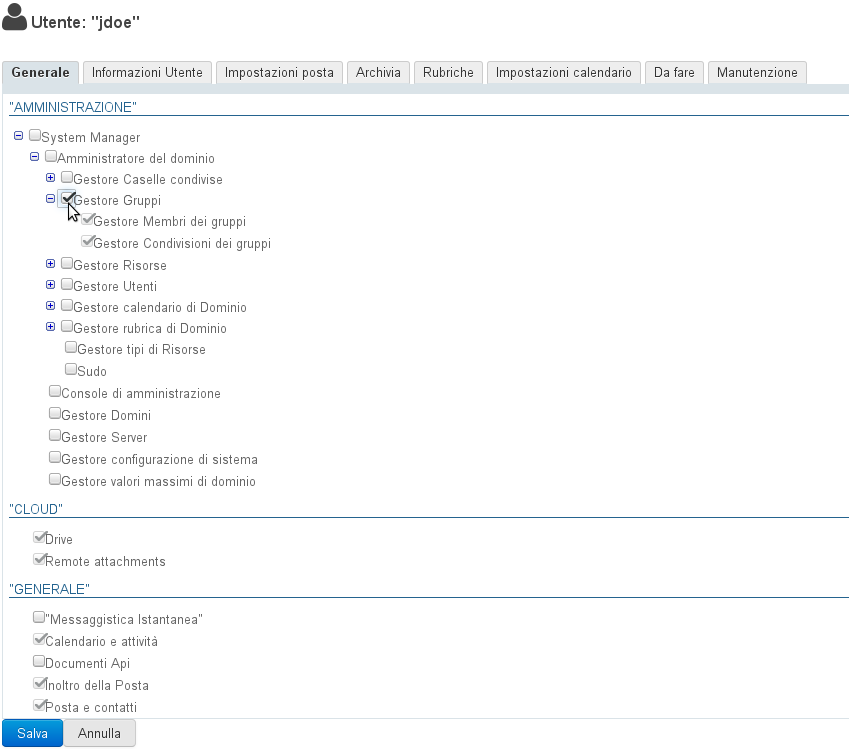 Utente: "jdoe"
Generale Informazioni Utente Impostazioni posta Archivia Rubriche Impostazioni calendario Da fare Manutenzione
"AMMINISTRAZIONE"
System Manager
Amministratore del dominio
Gestore Caselle condivise
Gestore Gruppi
Gestore Membri dei gruppi
Gestore Condivisioni dei gruppi
Gestore Risorse
Gestore Utenti
Gestore calendario di Dominio
Gestore rubrica di Dominio
Gestore tipi di Risorse
Sudo
Console di amministrazione
Gestore Domini
Gestore Server
Gestore configurazione di sistema
Gestore valori massimi di dominio
"CLOUD"
Drive
Remote attachments
"GENERALE"
"Messaggistica Istantanea"
Calendario e attività
Documenti Api
Inoltro della Posta
Posta e contatti
Salva Annulla